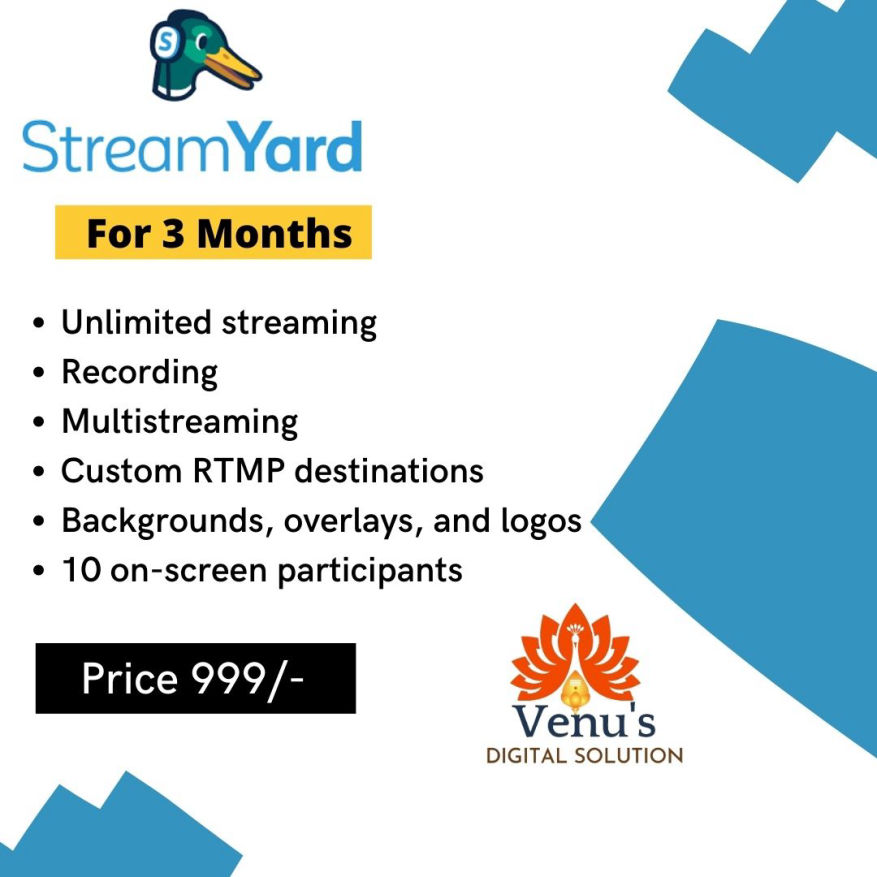 S
StreamYard
For 3 Months
• Unlimited streaming
• Recording
• Multistreaming
• Custom RTMP destinations
• Backgrounds, overlays, and logos
• 10 on-screen participants
Price 999/-
Venu's
DIGITAL SOLUTION